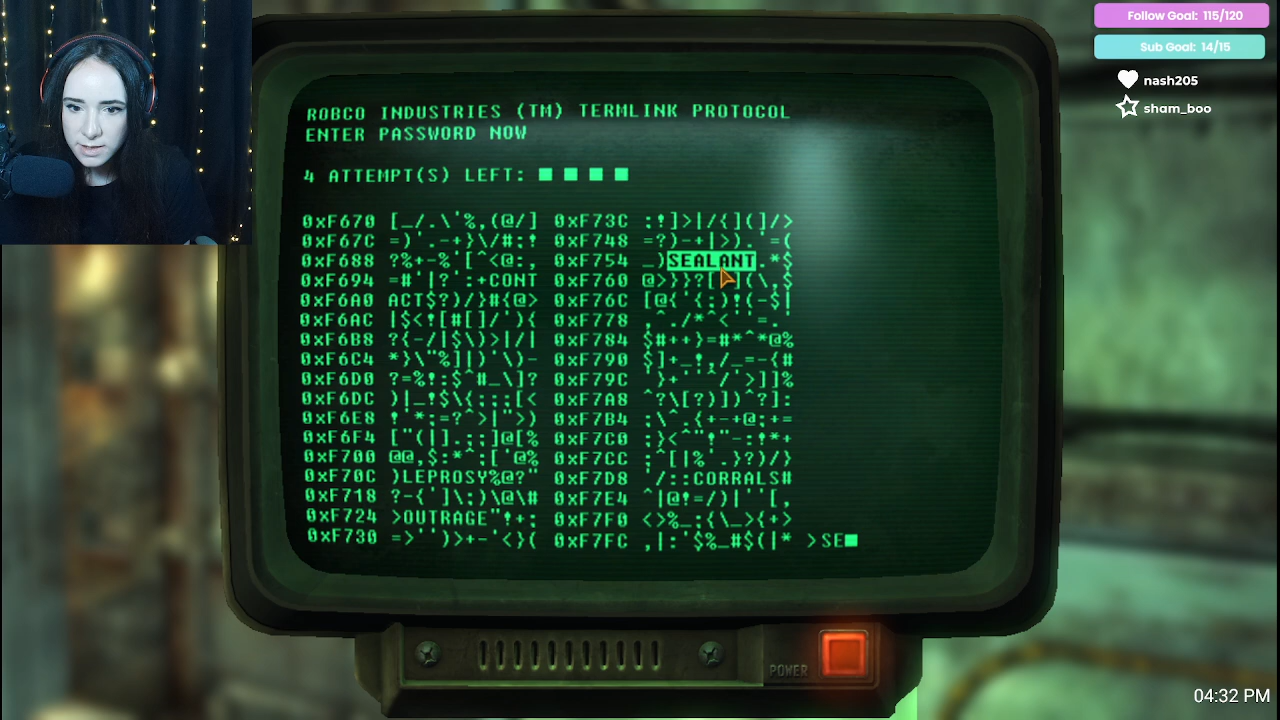 Follow Goal: 115/120
Sub Goal: 14/15
nash205
sham_boo
ROBCO INDUSTRIES (TM) TERMLINK PROTOCOL
ENTER PASSWORD NOW
4 ATTEMPT(S) LEFT: ■ ■ ■ ■
0xF670 [_/.\'%,(@/] 0xF73C :!]>|/{](]/>
0xF67C =)'.-+}\/#:! 0xF748 =?)-+|>).'=(
0xF688 ?%+-%'[^<@:, 0xF754 _)SEALANT.*$
0xF694 =#'|?':+CONT 0xF760
0xF6A0 ACT$?)/}#{@> 0xF76C [@{'{;)!(-$|
0xF6AC |$<![#[]/'){ 0xF778
0xF6B8 ?{-/|$\)>|/| 0xF784 $#++}=#*^*@%
0xF6C4 *}\"%]|)'\)- 0xF790 $]+_!,/_=-{#
0xF6D0 ?=%!:$^#_\]? 0xF79C
0xF6DC )|_!$\{:::[< 0xF7A8 ^?\[?)])^?]:
0xF6E8 !'*:=?^>|">) 0xF7B4 :\^.{+-+@;+=
0xF6F4 ["(|].;:]@[% 0xF7C0 :}<^"!"-:!*+
0xF700 @@,$:*^;['@% 0xF7CC ;^[|%'.}?)/}
0xF70C )LEPROSY%@?" 0xF7D8 '/::CORRALS#
0xF718 ?-{']\:)\@\# 0xF7E4 ^|@!=/)|''[,
0xF724 >OUTRAGE"!+: 0xF7F0 <>%_;{\_>{+>
0xF730 =>'')>+-'<}( 0xF7FC ,|:'$%_#$(|* >SE■
POWER
04:32 PM